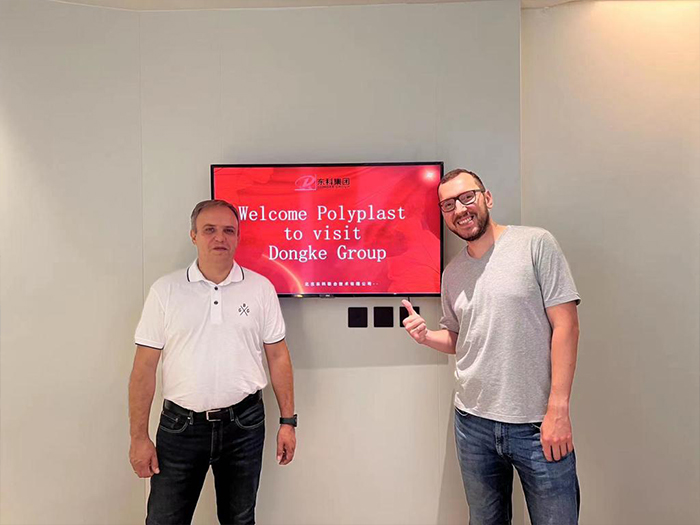 东科集团
Welcome Polyplast
to visit
Dongke Group